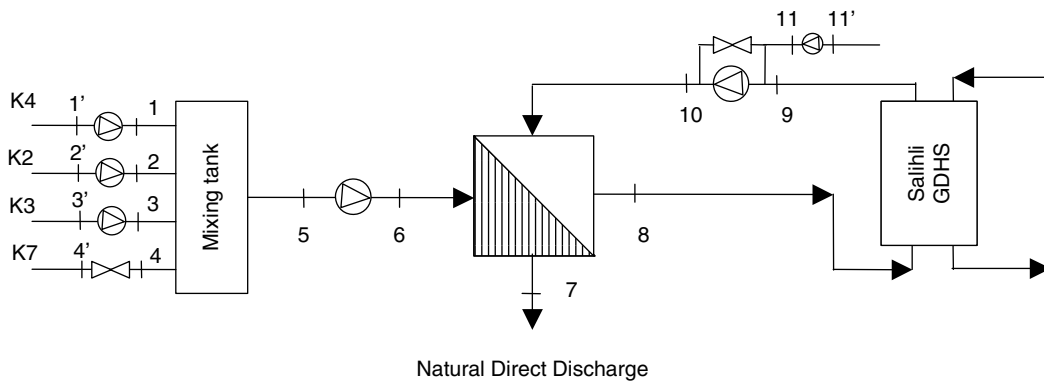 11 11'
10 9
K4 1' 1
K2 2' 2
K3 3' 3
K7 4' 4
Mixing tank
5 6
8
7
Salihli
GDHS
Natural Direct Discharge